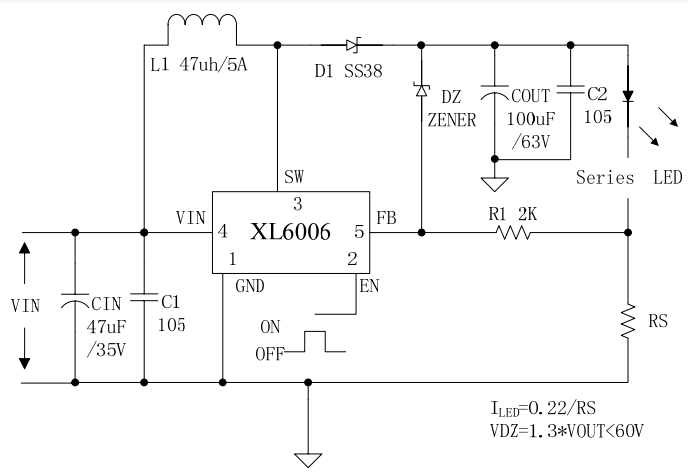 L1 47uh/5A
D1 SS38
DZ
ZENER
COUT
100uF
/63V
C2
105
Series LED
SW
3
VIN
4
XL6006
5
FB
R1 2K
1
2
GND
EN
VIN
CIN
47uF
/35V
C1
105
ON
OFF
RS
I_LED=0.22/RS
VDZ=1.3*VOUT<60V